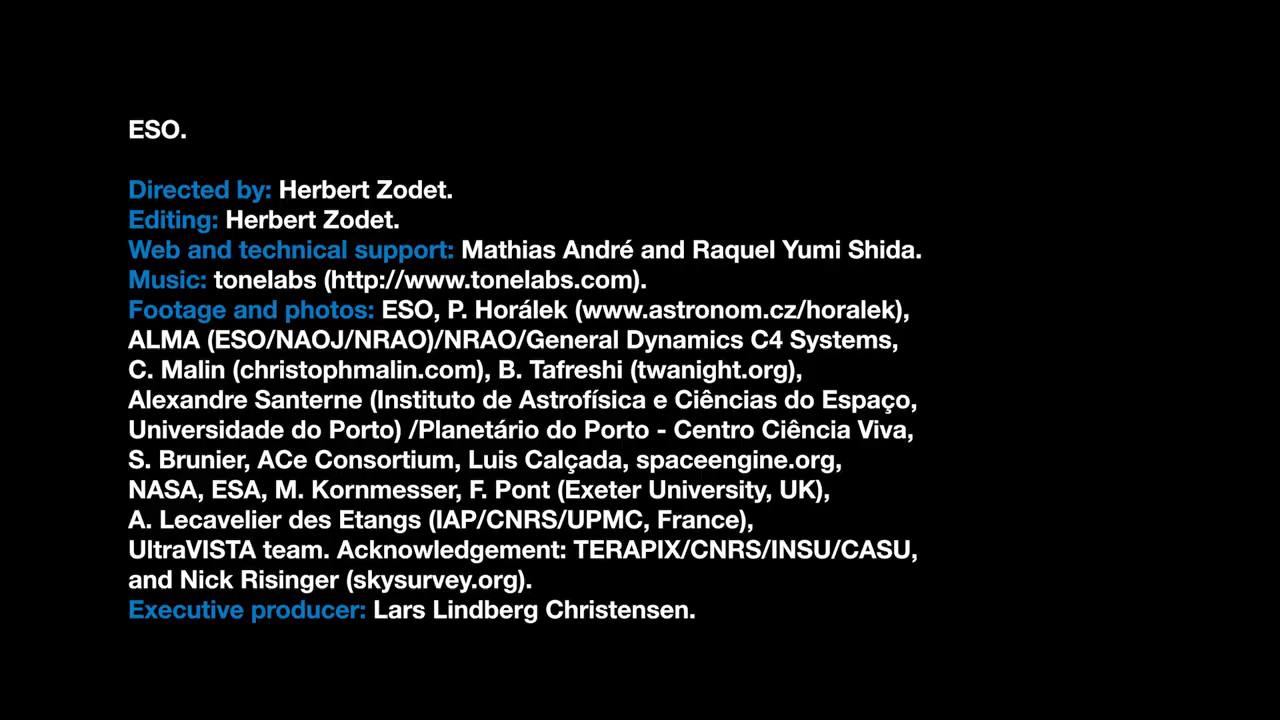 ESO.
Directed by: Herbert Zodet.
Editing: Herbert Zodet.
Web and technical support: Mathias André and Raquel Yumi Shida.
Music: tonelabs (http://www.tonelabs.com).
Footage and photos: ESO, P. Horálek (www.astronom.cz/horalek),
ALMA (ESO/NAOJ/NRAO)/NRAO/General Dynamics C4 Systems,
C. Malin (christophmalin.com), B. Tafreshi (twanight.org),
Alexandre Santerne (Instituto de Astrofísica e Ciências do Espaço,
Universidade do Porto) /Planetário do Porto - Centro Ciência Viva,
S. Brunier, ACe Consortium, Luis Calçada, spaceengine.org,
NASA, ESA, M. Kornmesser, F. Pont (Exeter University, UK),
A. Lecavelier des Etangs (IAP/CNRS/UPMC, France),
UltraVISTA team. Acknowledgement: TERAPIX/CNRS/INSU/CASU,
and Nick Risinger (skysurvey.org).
Executive producer: Lars Lindberg Christensen.